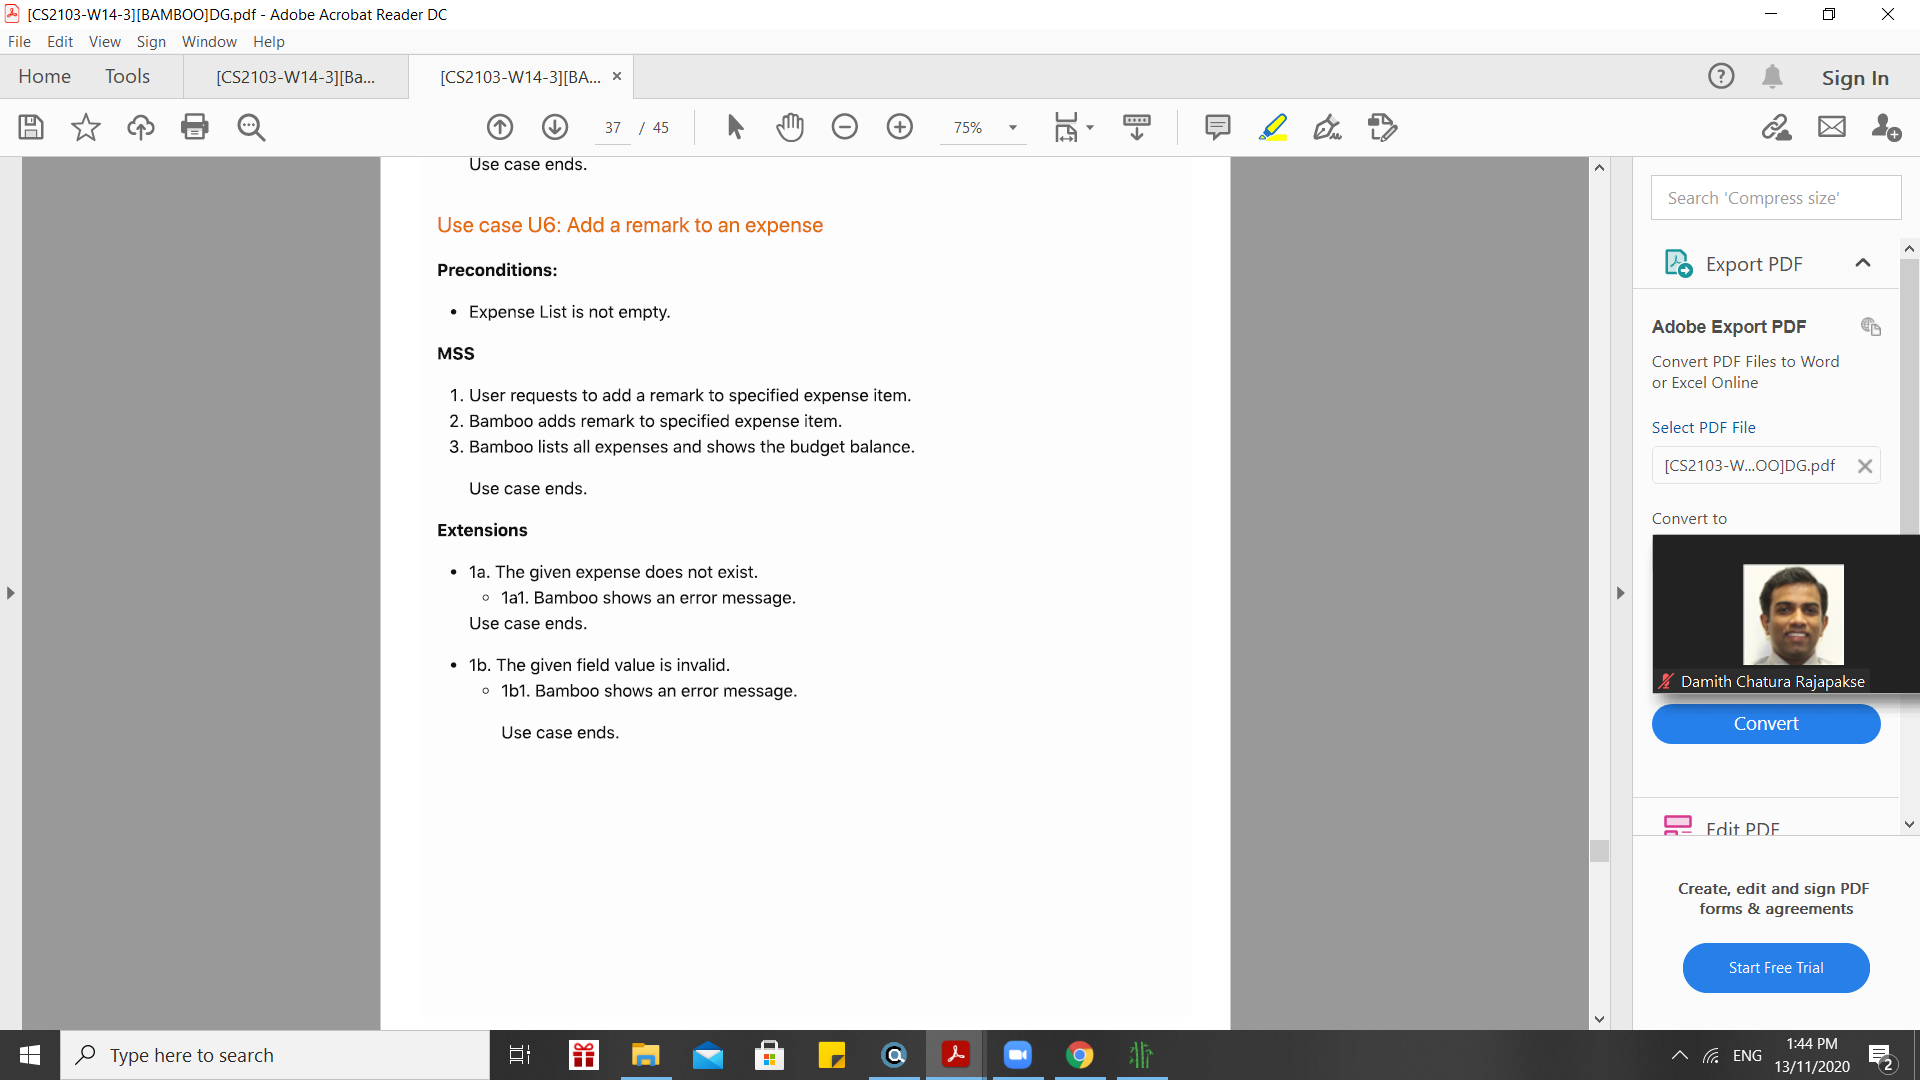 [CS2103-W14-3][BAMBOO]DG.pdf - Adobe Acrobat Reader DC
File Edit View Sign Window Help
Home Tools [CS2103-W14-3][Ba... [CS2103-W14-3][BA... Sign In
37 / 45 75%
Use case ends.
Use case U6: Add a remark to an expense
Preconditions:
• Expense List is not empty.
MSS
1. User requests to add a remark to specified expense item.
2. Bamboo adds remark to specified expense item.
3. Bamboo lists all expenses and shows the budget balance.
Use case ends.
Extensions
• 1a. The given expense does not exist.
◦ 1a1. Bamboo shows an error message.
Use case ends.
• 1b. The given field value is invalid.
◦ 1b1. Bamboo shows an error message.
Use case ends.
Search 'Compress size'
Export PDF
Adobe Export PDF
Convert PDF Files to Word
or Excel Online
Select PDF File
[CS2103-W...OO]DG.pdf
Convert to
Damith Chatura Rajapakse
Convert
Edit PDF
Create, edit and sign PDF
forms & agreements
Start Free Trial
Type here to search
ENG
1:44 PM
13/11/2020
2